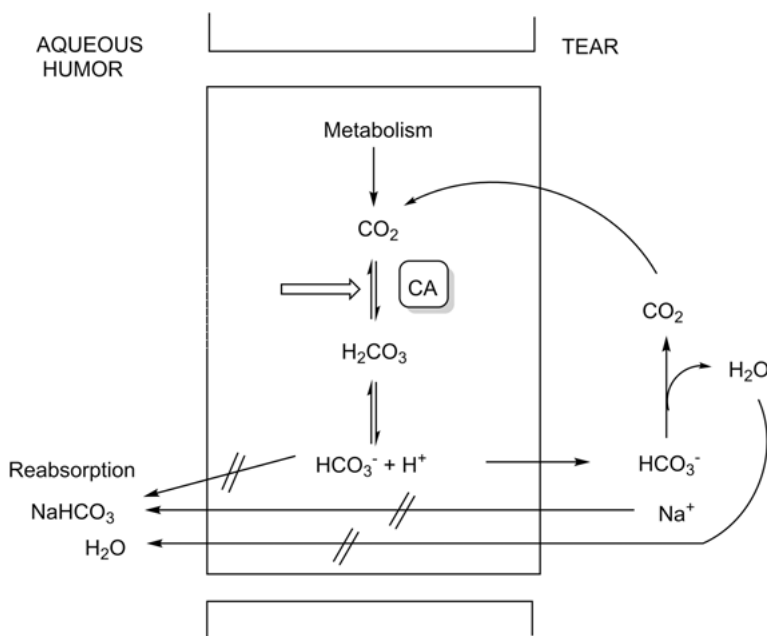 AQUEOUS
HUMOR
TEAR
Metabolism
CO₂
CA
H₂CO₃
CO₂
H₂O
HCO₃⁻ + H⁺
HCO₃⁻
Reabsorption
NaHCO₃
Na⁺
H₂O